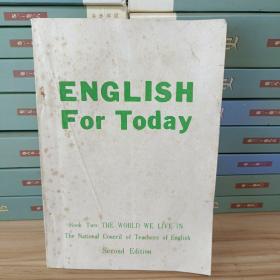 ENGLISH
For Today
Book Two: THE WORLD WE LIVE IN
The National Council of Teachers of English
Second Edition